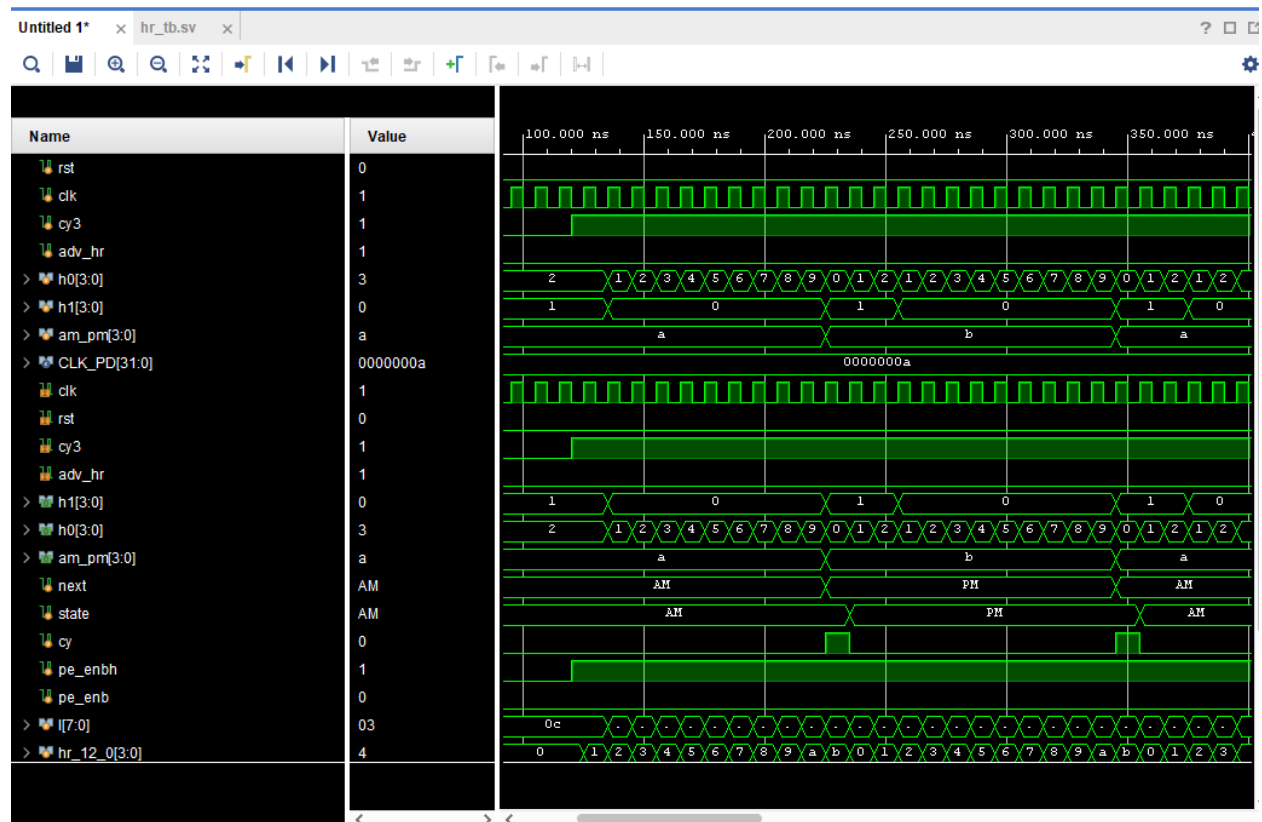 Untitled 1* × hr_tb.sv ×
?
Name Value
100.000 ns 150.000 ns 200.000 ns 250.000 ns 300.000 ns 350.000 ns
rst 0
clk 1
cy3 1
adv_hr 1
h0[3:0] 3 2 1 2 3 4 5 6 7 8 9 0 1 2 1 2 3 4 5 6 7 8 9 0 1 2 1 2
h1[3:0] 0 1 0 1 0 1 0
am_pm[3:0] a a b a
CLK_PD[31:0] 0000000a 0000000a
clk 1
rst 0
cy3 1
adv_hr 1
h1[3:0] 0 1 0 1 0 1 0
h0[3:0] 3 2 1 2 3 4 5 6 7 8 9 0 1 2 1 2 3 4 5 6 7 8 9 0 1 2 1 2
am_pm[3:0] a a b a
next AM AM PM AM
state AM AM PM AM
cy 0
pe_enbh 1
pe_enb 0
l[7:0] 03 0c . . . . . . . . . . . . . . . . . . . . . . . . . .
hr_12_0[3:0] 4 0 1 2 3 4 5 6 7 8 9 a b 0 1 2 3 4 5 6 7 8 9 a b 0 1 2 3